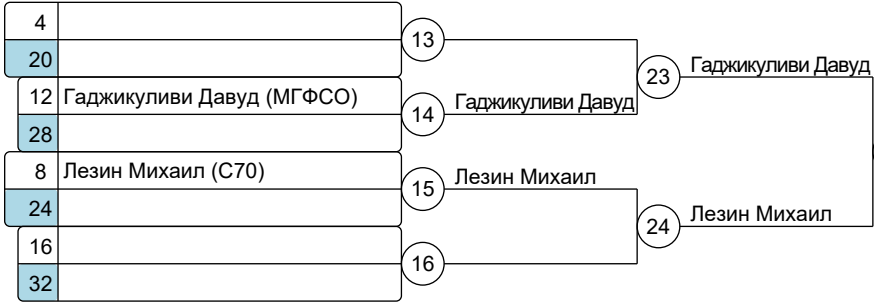 4
13
20
23 Гаджикуливи Давуд
12 Гаджикуливи Давуд (МГФСО)
14 Гаджикуливи Давуд
28
8 Лезин Михаил (С70)
15 Лезин Михаил
24
24 Лезин Михаил
16
16
32